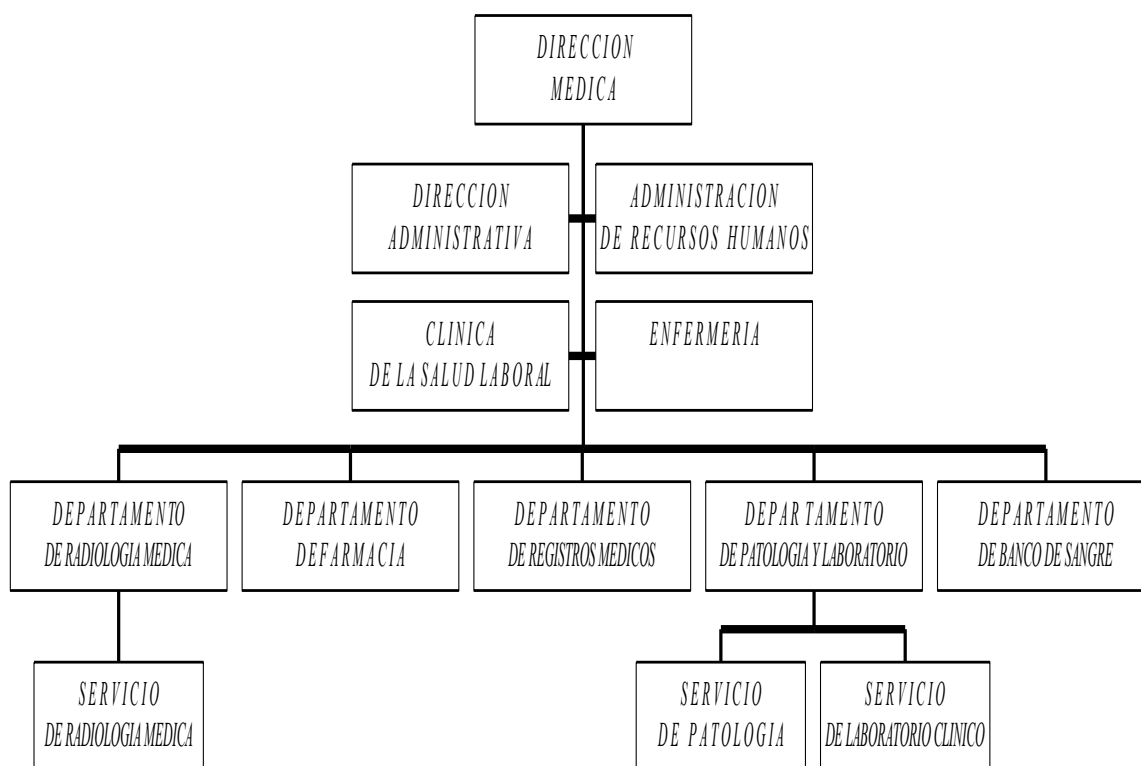 DIRECCION
MEDICA
DIRECCION
ADMINISTRATIVA
ADMINISTRACION
DE RECURSOS HUMANOS
CLINICA
DE LA SALUD LABORAL
ENFERMERIA
DEPARTAMENTO
DE RADIOLOGIA MEDICA
DEPARTAMENTO
DEFARMACIA
DEPARTAMENTO
DE REGISTROS MEDICOS
DEPARTAMENTO
DE PATOLOGIA Y LABORATORIO
DEPARTAMENTO
DE BANCO DE SANGRE
SERVICIO
DE RADIOLOGIA MEDICA
SERVICIO
DE PATOLOGIA
SERVICIO
DE LABORATORIO CLINICO